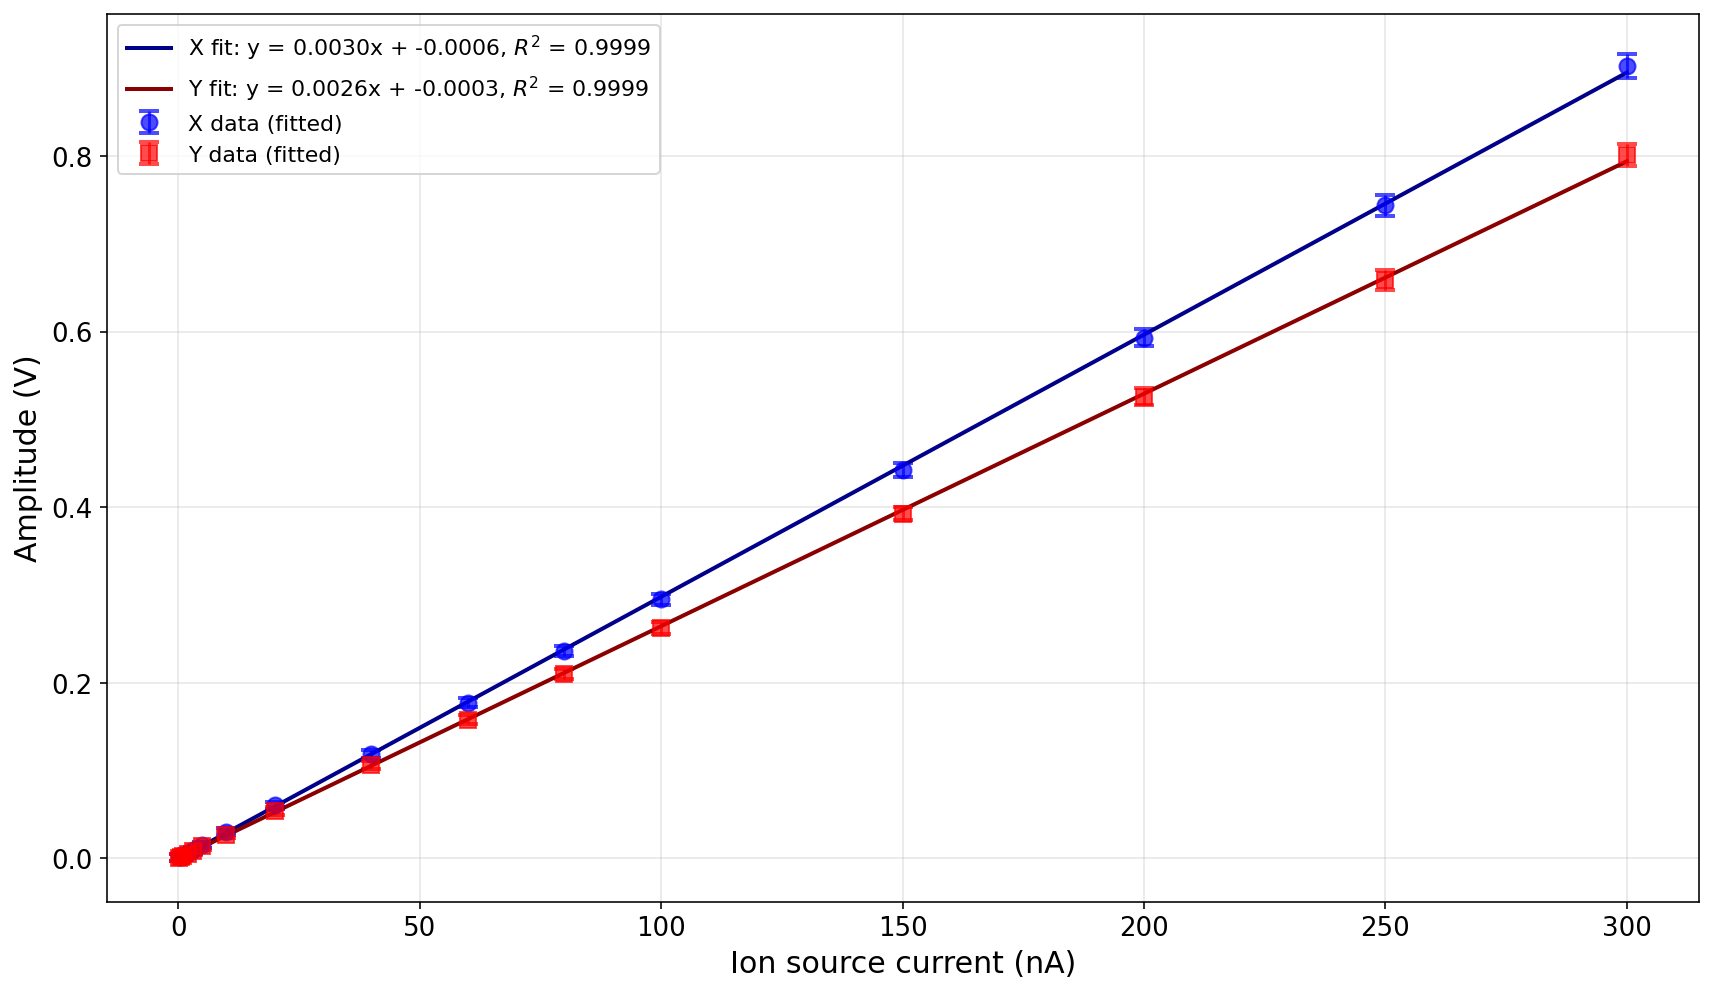 X fit: y = 0.0030x + -0.0006, R² = 0.9999
Y fit: y = 0.0026x + -0.0003, R² = 0.9999
X data (fitted)
Y data (fitted)
0.8
0.6
0.4
0.2
0.0
Amplitude (V)
0 50 100 150 200 250 300
Ion source current (nA)